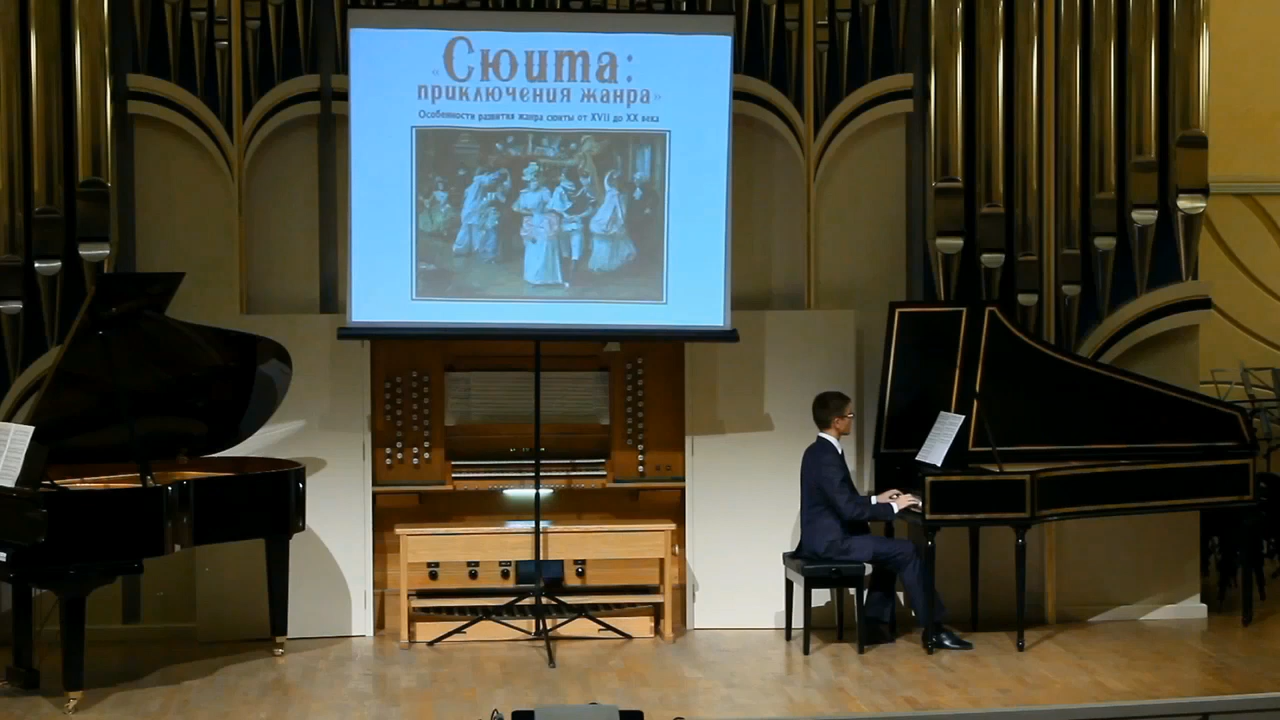 «Сюита:
приключения жанра»
Особенности развития жанра сюиты от XVII до XX века